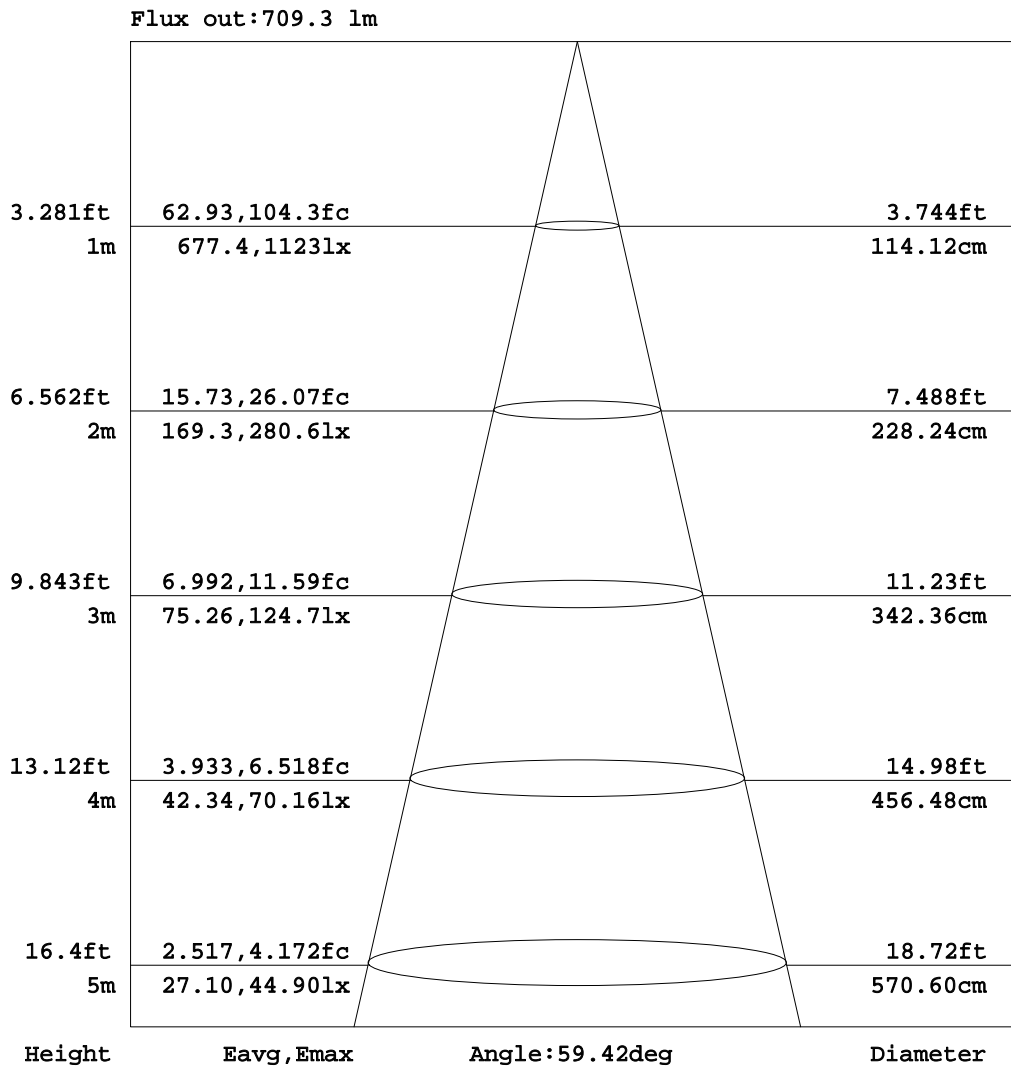 Flux out:709.3 lm
3.281ft 62.93,104.3fc 3.744ft
1m 677.4,1123lx 114.12cm
6.562ft 15.73,26.07fc 7.488ft
2m 169.3,280.6lx 228.24cm
9.843ft 6.992,11.59fc 11.23ft
3m 75.26,124.7lx 342.36cm
13.12ft 3.933,6.518fc 14.98ft
4m 42.34,70.16lx 456.48cm
16.4ft 2.517,4.172fc 18.72ft
5m 27.10,44.90lx 570.60cm
Height Eavg,Emax Angle:59.42deg Diameter